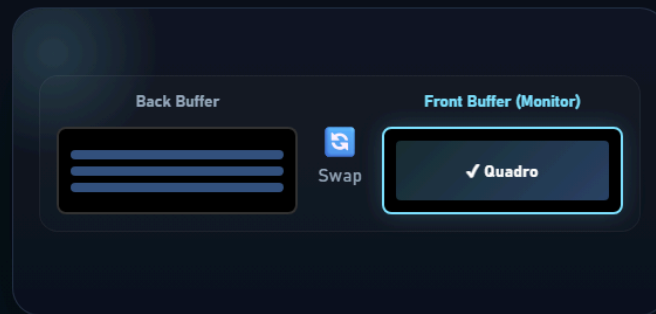 Back Buffer
Front Buffer (Monitor)
✓ Quadro
Swap